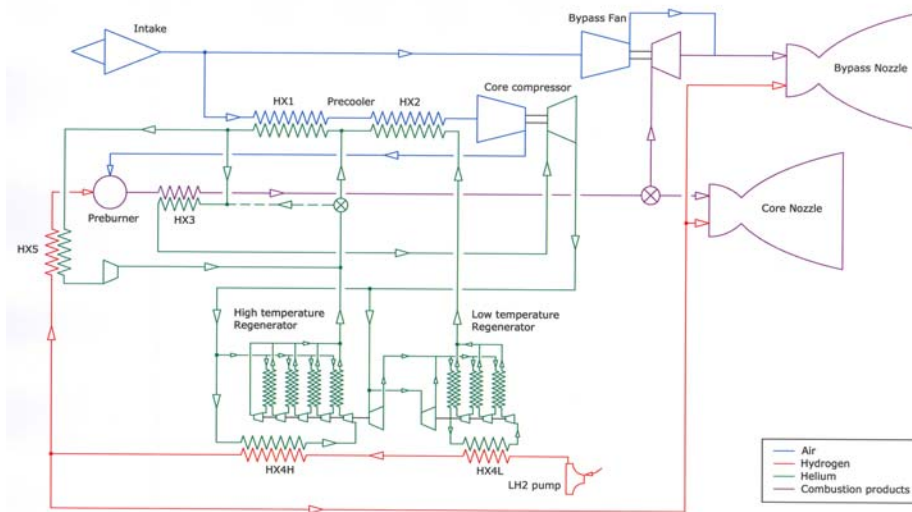 Intake
Bypass Fan
Bypass Nozzle
HX1
Precooler
HX2
Core compressor
Preburner
HX3
Core Nozzle
HX5
High temperature
Regenerator
Low temperature
Regenerator
HX4H
HX4L
LH2 pump
Air
Hydrogen
Helium
Combustion products